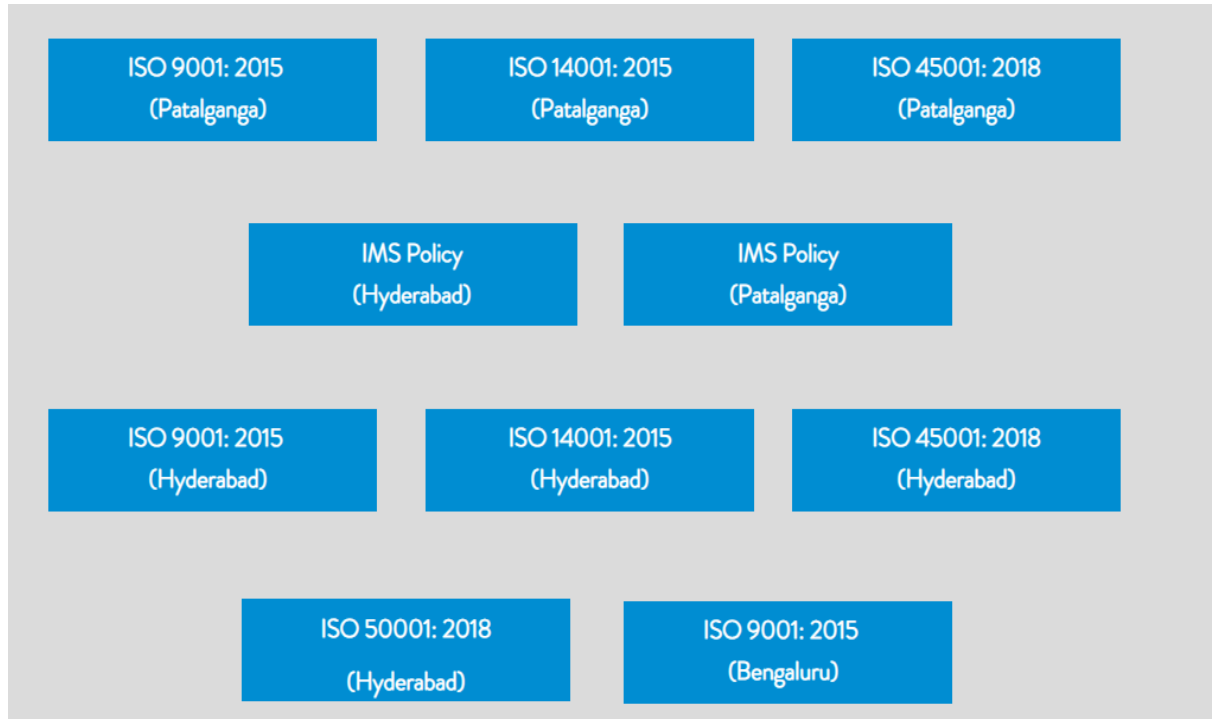 ISO 9001: 2015
(Patalganga)
ISO 14001: 2015
(Patalganga)
ISO 45001: 2018
(Patalganga)
IMS Policy
(Hyderabad)
IMS Policy
(Patalganga)
ISO 9001: 2015
(Hyderabad)
ISO 14001: 2015
(Hyderabad)
ISO 45001: 2018
(Hyderabad)
ISO 50001: 2018
(Hyderabad)
ISO 9001: 2015
(Bengaluru)